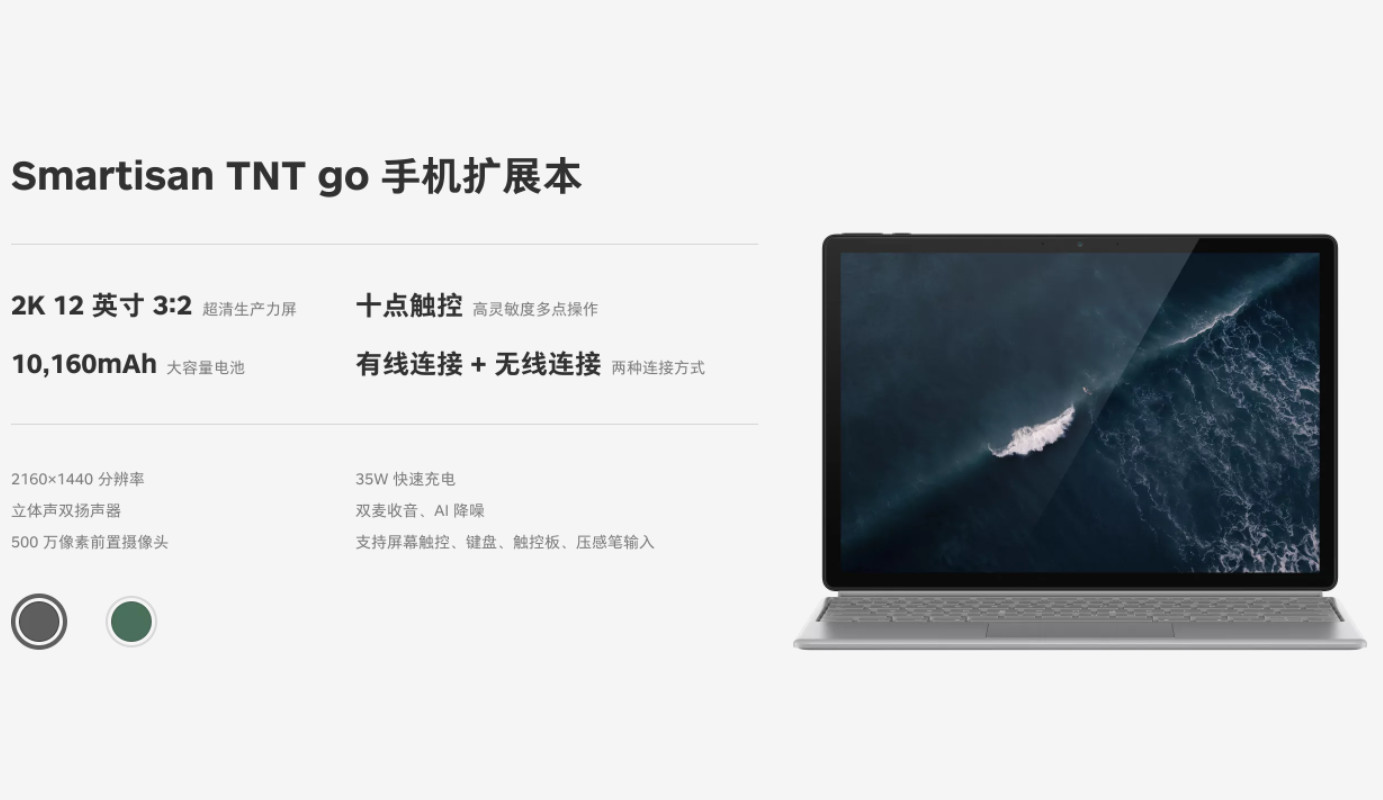 Smartisan TNT go 手机扩展本
2K 12 英寸 3:2 超清生产力屏
十点触控 高灵敏度多点操作
10,160mAh 大容量电池
有线连接 + 无线连接 两种连接方式
2160×1440 分辨率
35W 快速充电
立体声双扬声器
双麦收音、AI 降噪
500 万像素前置摄像头
支持屏幕触控、键盘、触控板、压感笔输入